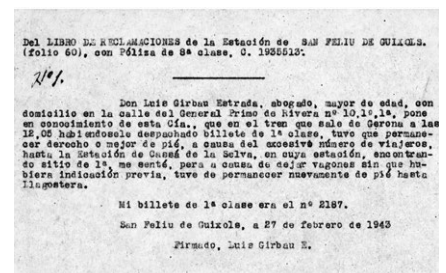 Del LIBRO DE RECLAMACIONES de la Estación de SAN FELIU DE GUIXOLS.
(folio 60), con Póliza de 8ª clase, C. 1935513.
Don Luis Girbau Estrada, abogado, mayor de edad, con
domicilio en la calle del General Primo de Rivera nº 10,1º,1ª, pone
en conocimiento de esta Cía., que en el tren que sale de Gerona a las
12,05 habiendosele despachado billete de 1ª clase, tuvo que permane-
cer derecho o mejor de pié, a causa del excesivo número de viajeros,
hasta la Estación de Cassá de la Selva, en cuya estación, encontran-
do sitio de 1ª, me senté, pero a causa de dejar vagones sin que hu-
biera indicación previa, tuve de permanecer nuevamente de pié hasta
Llagostera.
Mi billete de 1ª clase era el nº 2187.
San Feliu de Guixols, a 27 de febrero de 1943
Firmado, Luis Girbau E.